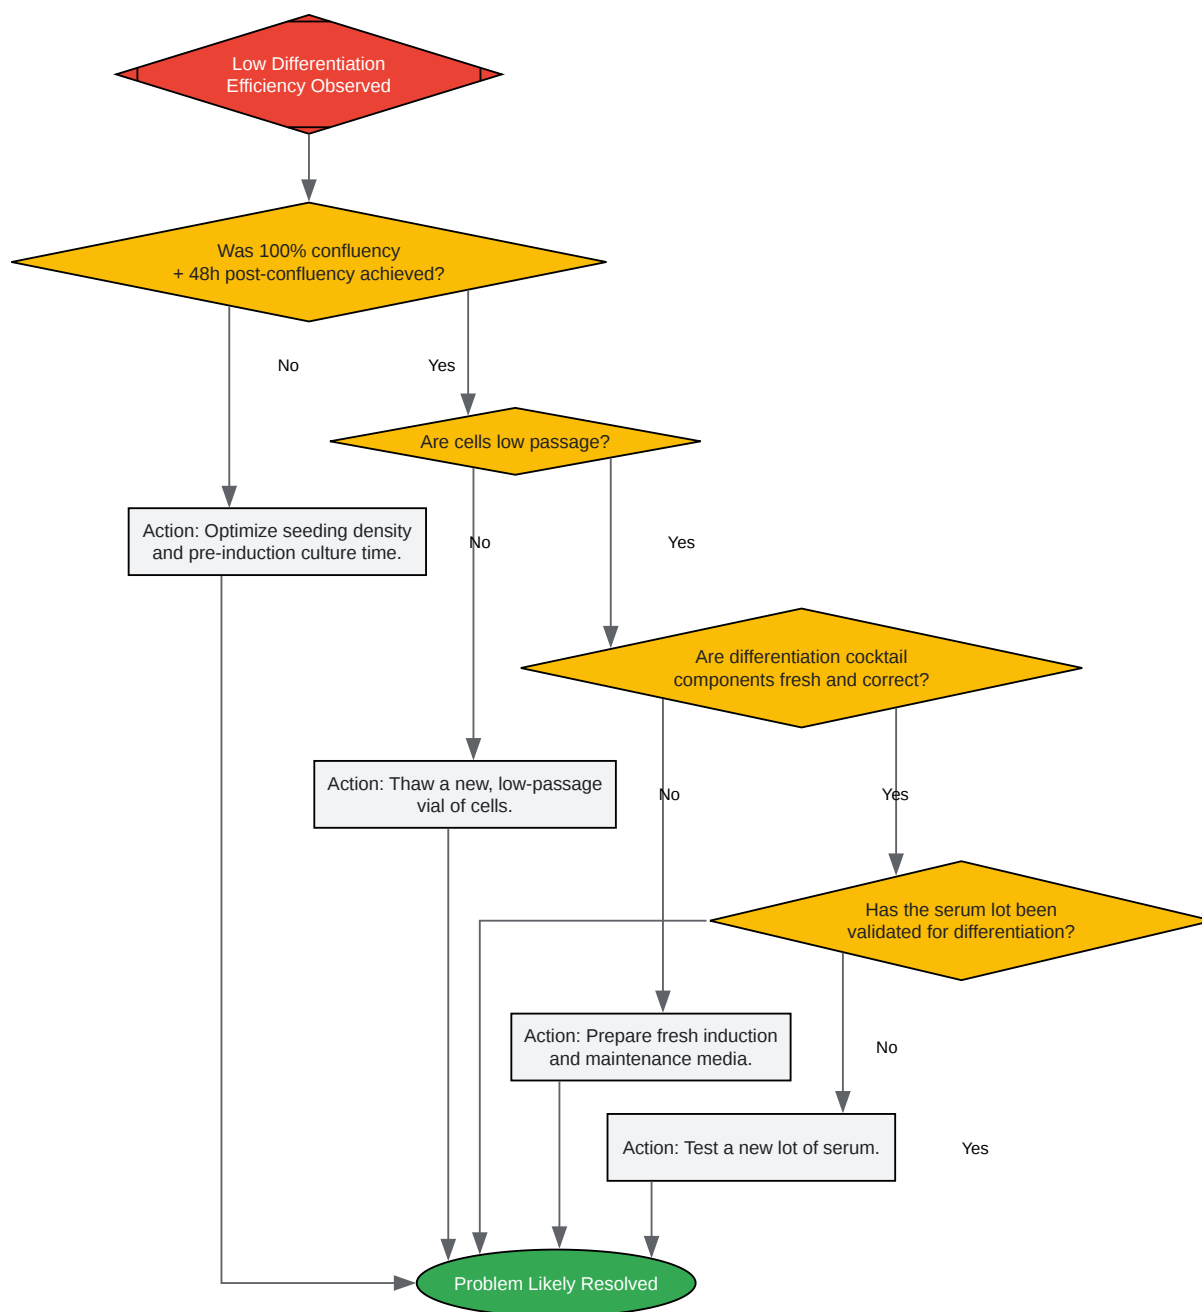 Low Differentiation
Efficiency Observed
Was 100% confluency
+ 48h post-confluency achieved?
No
Yes
Are cells low passage?
Action: Optimize seeding density
and pre-induction culture time.
No
Yes
Are differentiation cocktail
components fresh and correct?
Action: Thaw a new, low-passage
vial of cells.
No
Yes
Has the serum lot been
validated for differentiation?
Action: Prepare fresh induction
and maintenance media.
No
Action: Test a new lot of serum.
Yes
Problem Likely Resolved